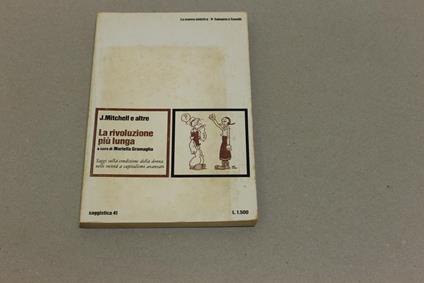 La nuova sinistra · Samonà e Savelli
J. Mitchell e altre
La rivoluzione
più lunga
a cura di Mariella Gramaglia
Saggi sulla condizione della donna
nelle società a capitalismo avanzato
saggistica 41
L. 1.500